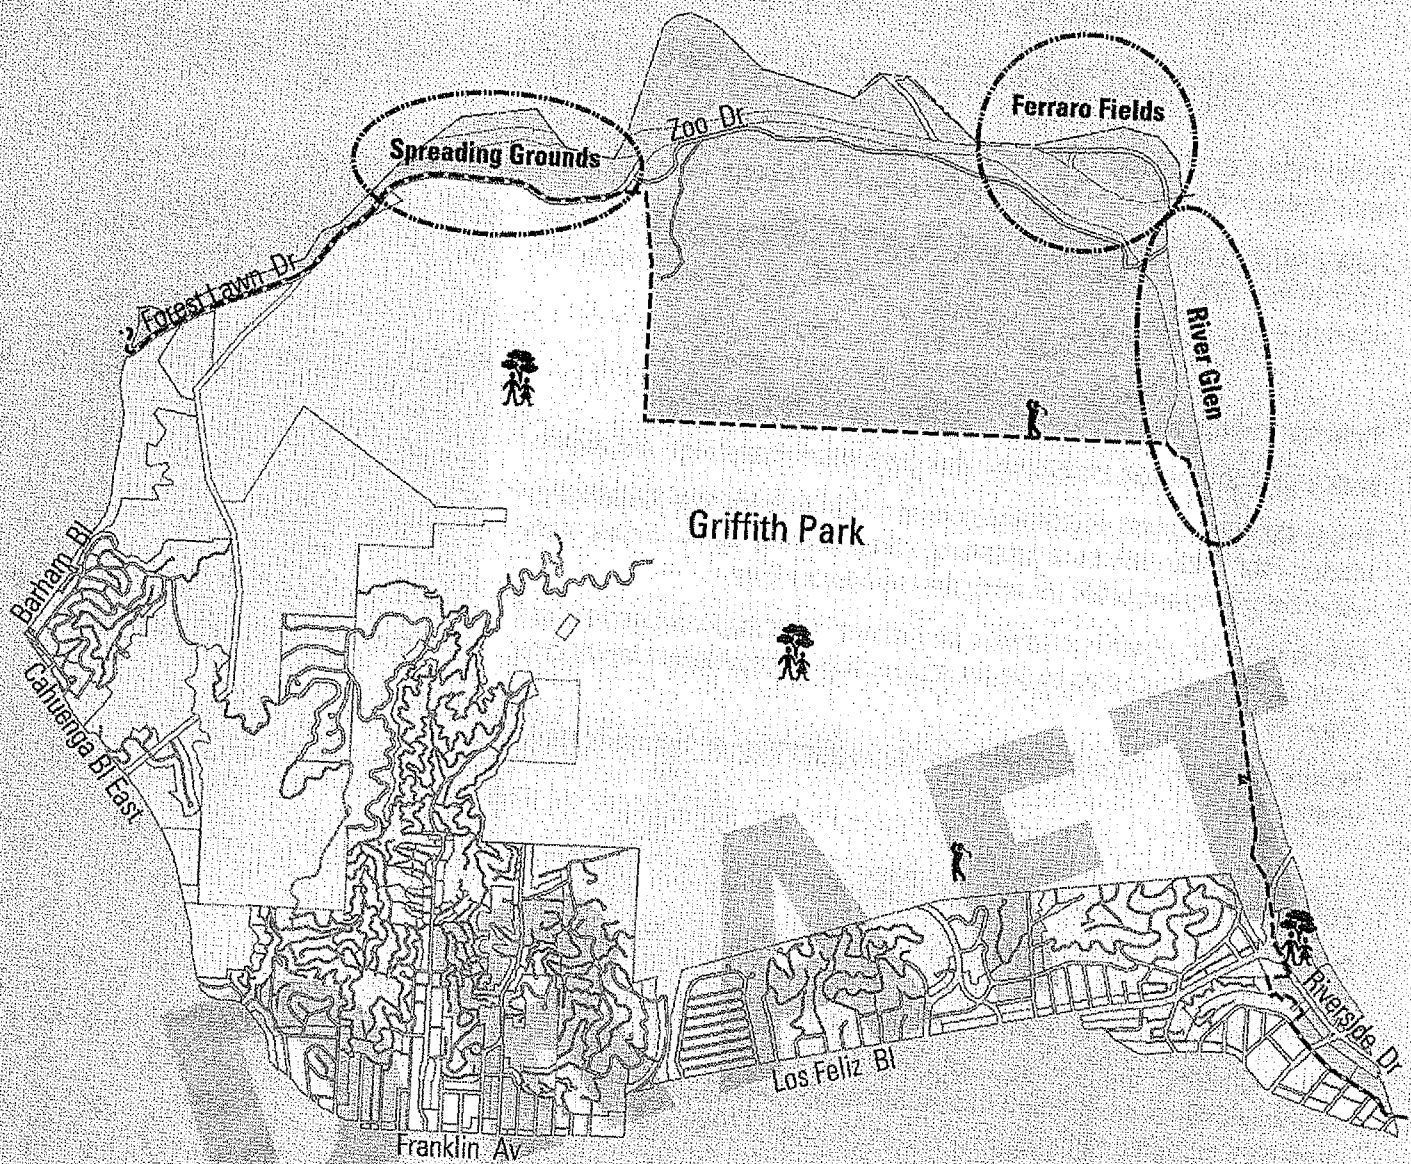 Ferraro Fields
Zoo Dr
Spreading Grounds
Forest Lawn Dr
River Glen
Griffith Park
Barham Bl
Cahuenga Bl East
Riverside Dr
Los Feliz Bl
Franklin Av